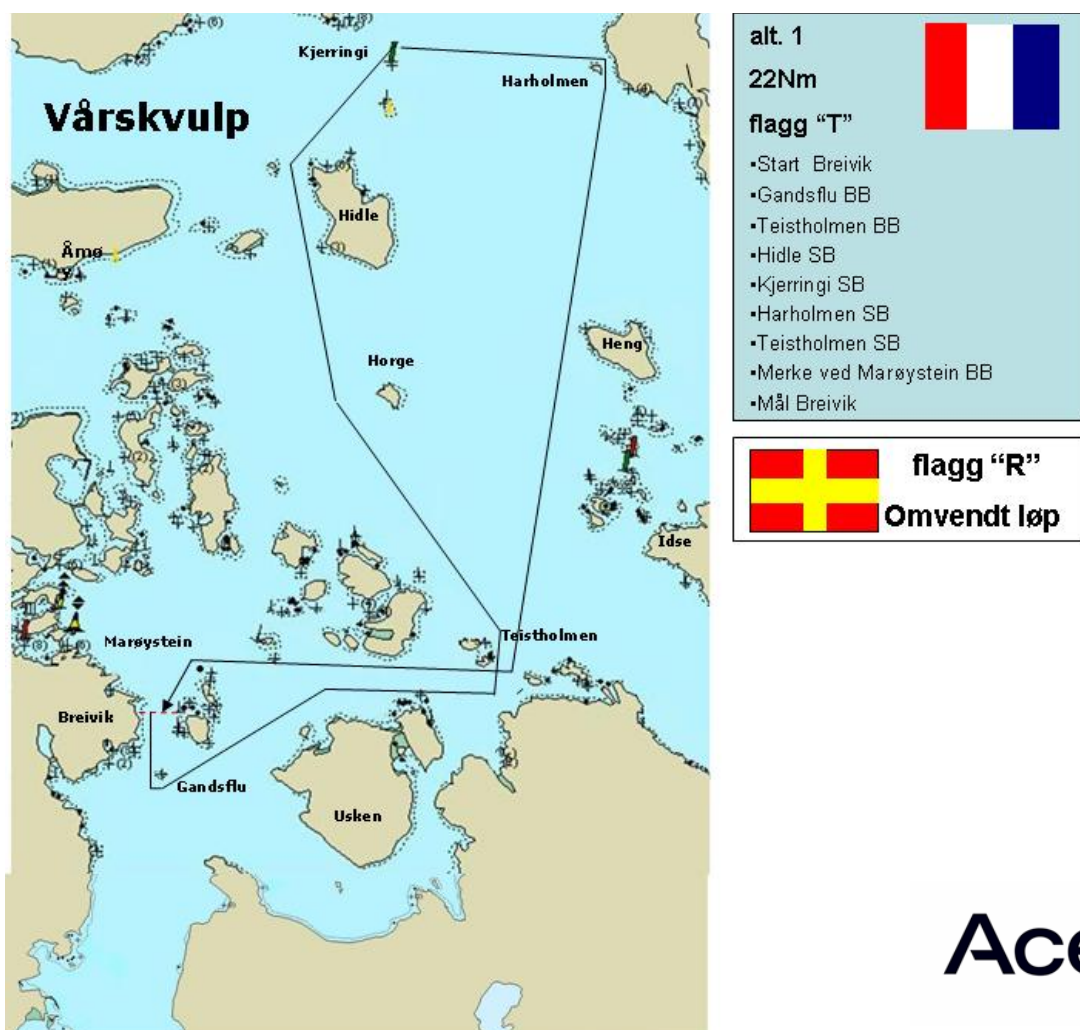 Vårskvulp
Kjerringi
Harholmen
Hidle
Åmø
y
Horge
Heng
Idse
Teistholmen
Marøystein
Breivik
Gandsflu
Usken
alt. 1
22Nm
flagg “T”
▪Start Breivik
▪Gandsflu BB
▪Teistholmen BB
▪Hidle SB
▪Kjerringi SB
▪Harholmen SB
▪Teistholmen SB
▪Merke ved Marøystein BB
▪Mål Breivik
flagg “R”
Omvendt løp